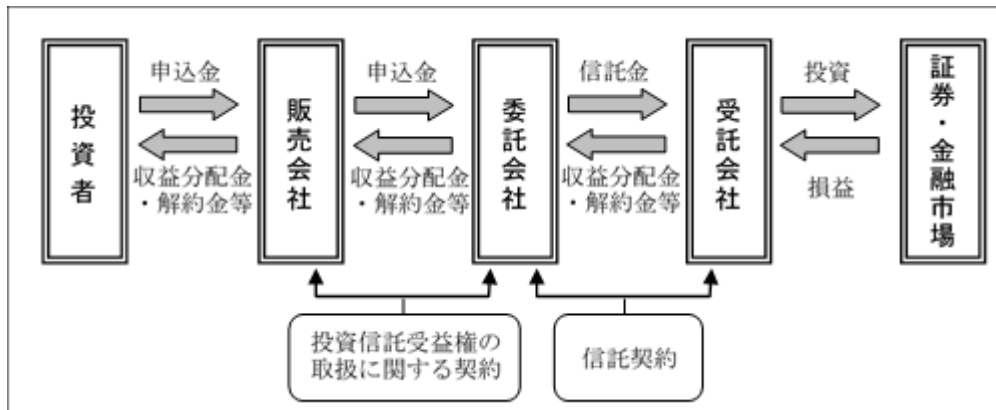 投資者
申込金
収益分配金
・解約金等
販売会社
申込金
収益分配金
・解約金等
委託会社
信託金
収益分配金
・解約金等
受託会社
投資
損益
証券・金融市場
投資信託受益権の
取扱に関する契約
信託契約